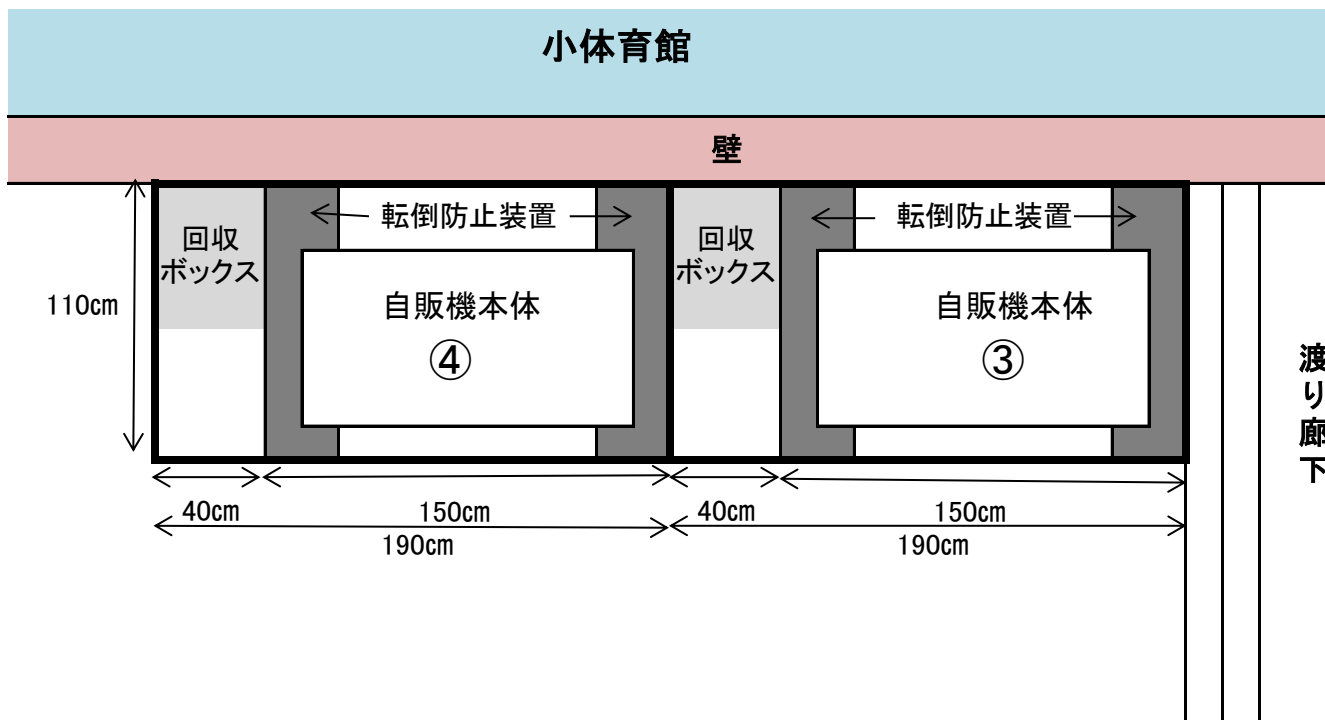 小体育館
壁
回収
ボックス
転倒防止装置
自販機本体
④
回収
ボックス
転倒防止装置
自販機本体
③
110㎝
渡り廊下
40㎝
150㎝
40㎝
150㎝
190㎝
190㎝